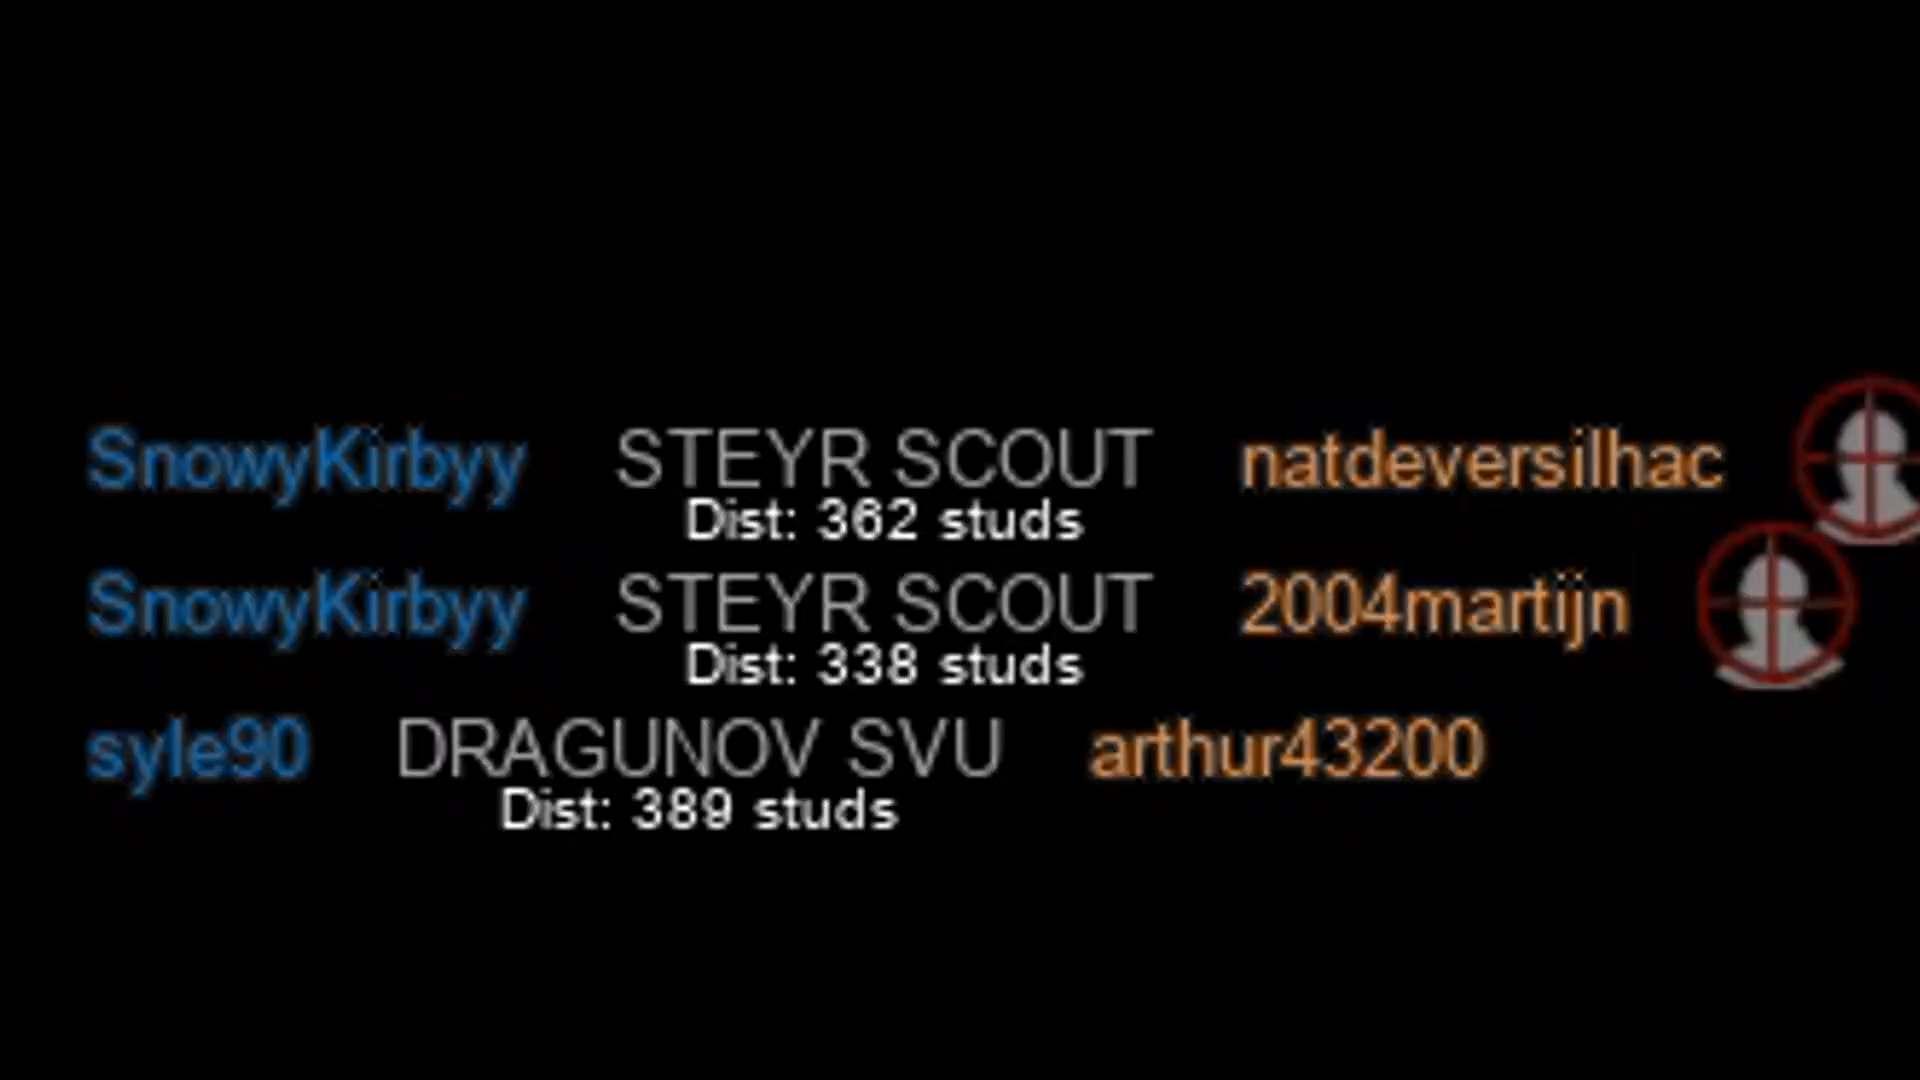 SnowyKirbyy STEYR SCOUT natdeversilhac
Dist: 362 studs
SnowyKirbyy STEYR SCOUT 2004martijn
Dist: 338 studs
syle90 DRAGUNOV SVU arthur43200
Dist: 389 studs